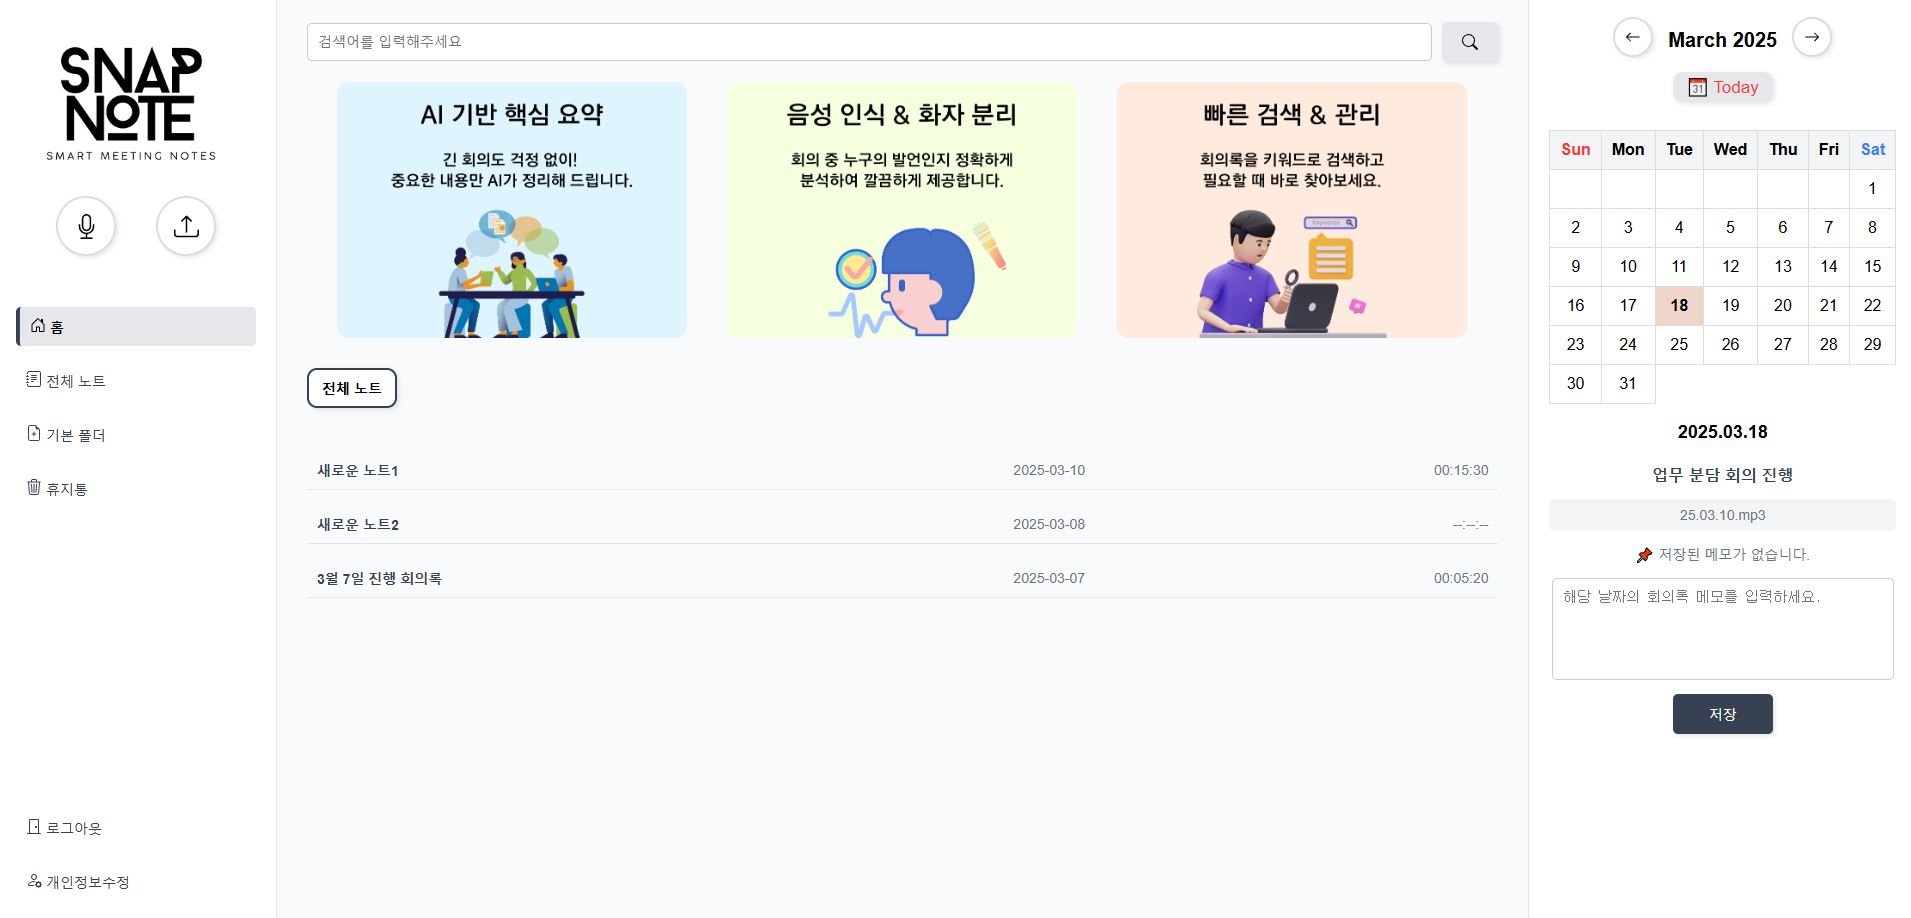 SNAP
NOTE
SMART MEETING NOTES
홈
전체 노트
기본 폴더
휴지통
로그아웃
개인정보수정
검색어를 입력해주세요
AI 기반 핵심 요약
긴 회의도 걱정 없이!
중요한 내용만 AI가 정리해 드립니다.
음성 인식 & 화자 분리
회의 중 누구의 발언인지 정확하게
분석하여 깔끔하게 제공합니다.
빠른 검색 & 관리
회의록을 키워드로 검색하고
필요할 때 바로 찾아보세요.
Keywords
전체 노트
새로운 노트1 2025-03-10 00:15:30
새로운 노트2 2025-03-08 --:--:--
3월 7일 진행 회의록 2025-03-07 00:05:20
← March 2025 →
31 Today
Sun Mon Tue Wed Thu Fri Sat
1
2 3 4 5 6 7 8
9 10 11 12 13 14 15
16 17 18 19 20 21 22
23 24 25 26 27 28 29
30 31
2025.03.18
업무 분담 회의 진행
25.03.10.mp3
📌 저장된 메모가 없습니다.
해당 날짜의 회의록 메모를 입력하세요.
저장